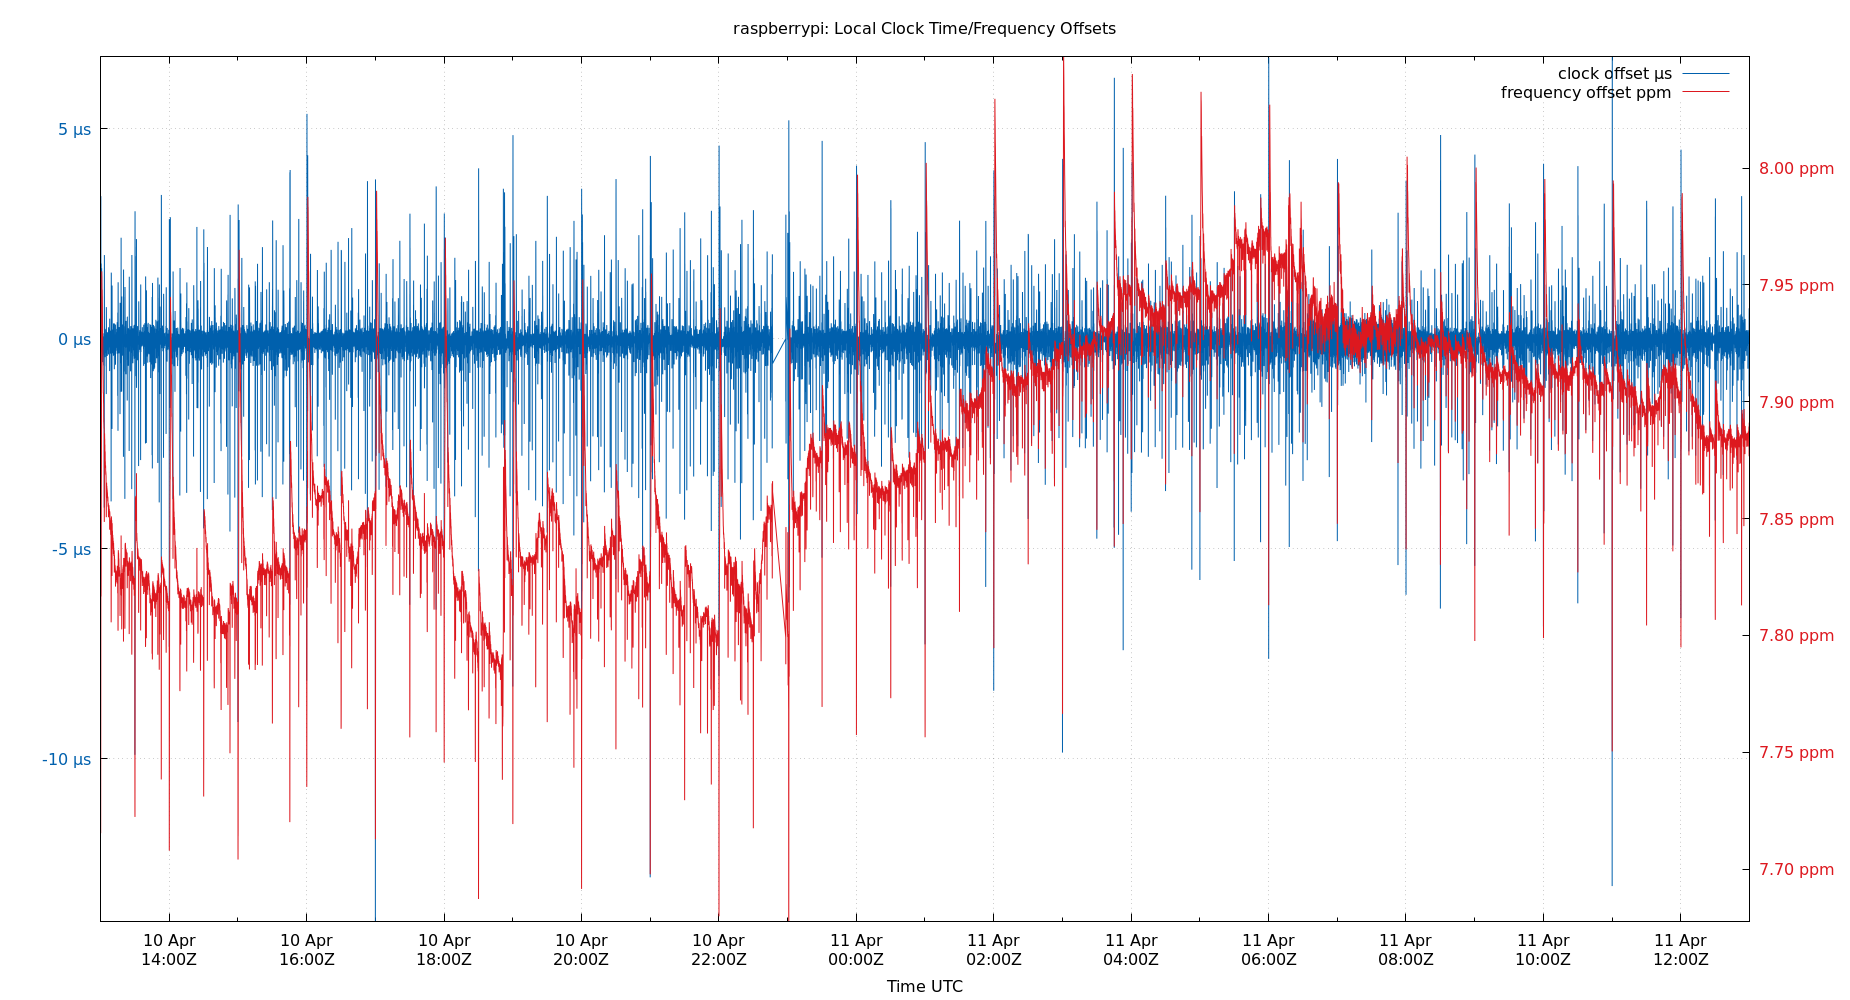 raspberrypi: Local Clock Time/Frequency Offsets
clock offset µs
frequency offset ppm
5 µs
0 µs
-5 µs
-10 µs
8.00 ppm
7.95 ppm
7.90 ppm
7.85 ppm
7.80 ppm
7.75 ppm
7.70 ppm
10 Apr 10 Apr 10 Apr 10 Apr 10 Apr 11 Apr 11 Apr 11 Apr 11 Apr 11 Apr 11 Apr 11 Apr
14:00Z 16:00Z 18:00Z 20:00Z 22:00Z 00:00Z 02:00Z 04:00Z 06:00Z 08:00Z 10:00Z 12:00Z
Time UTC